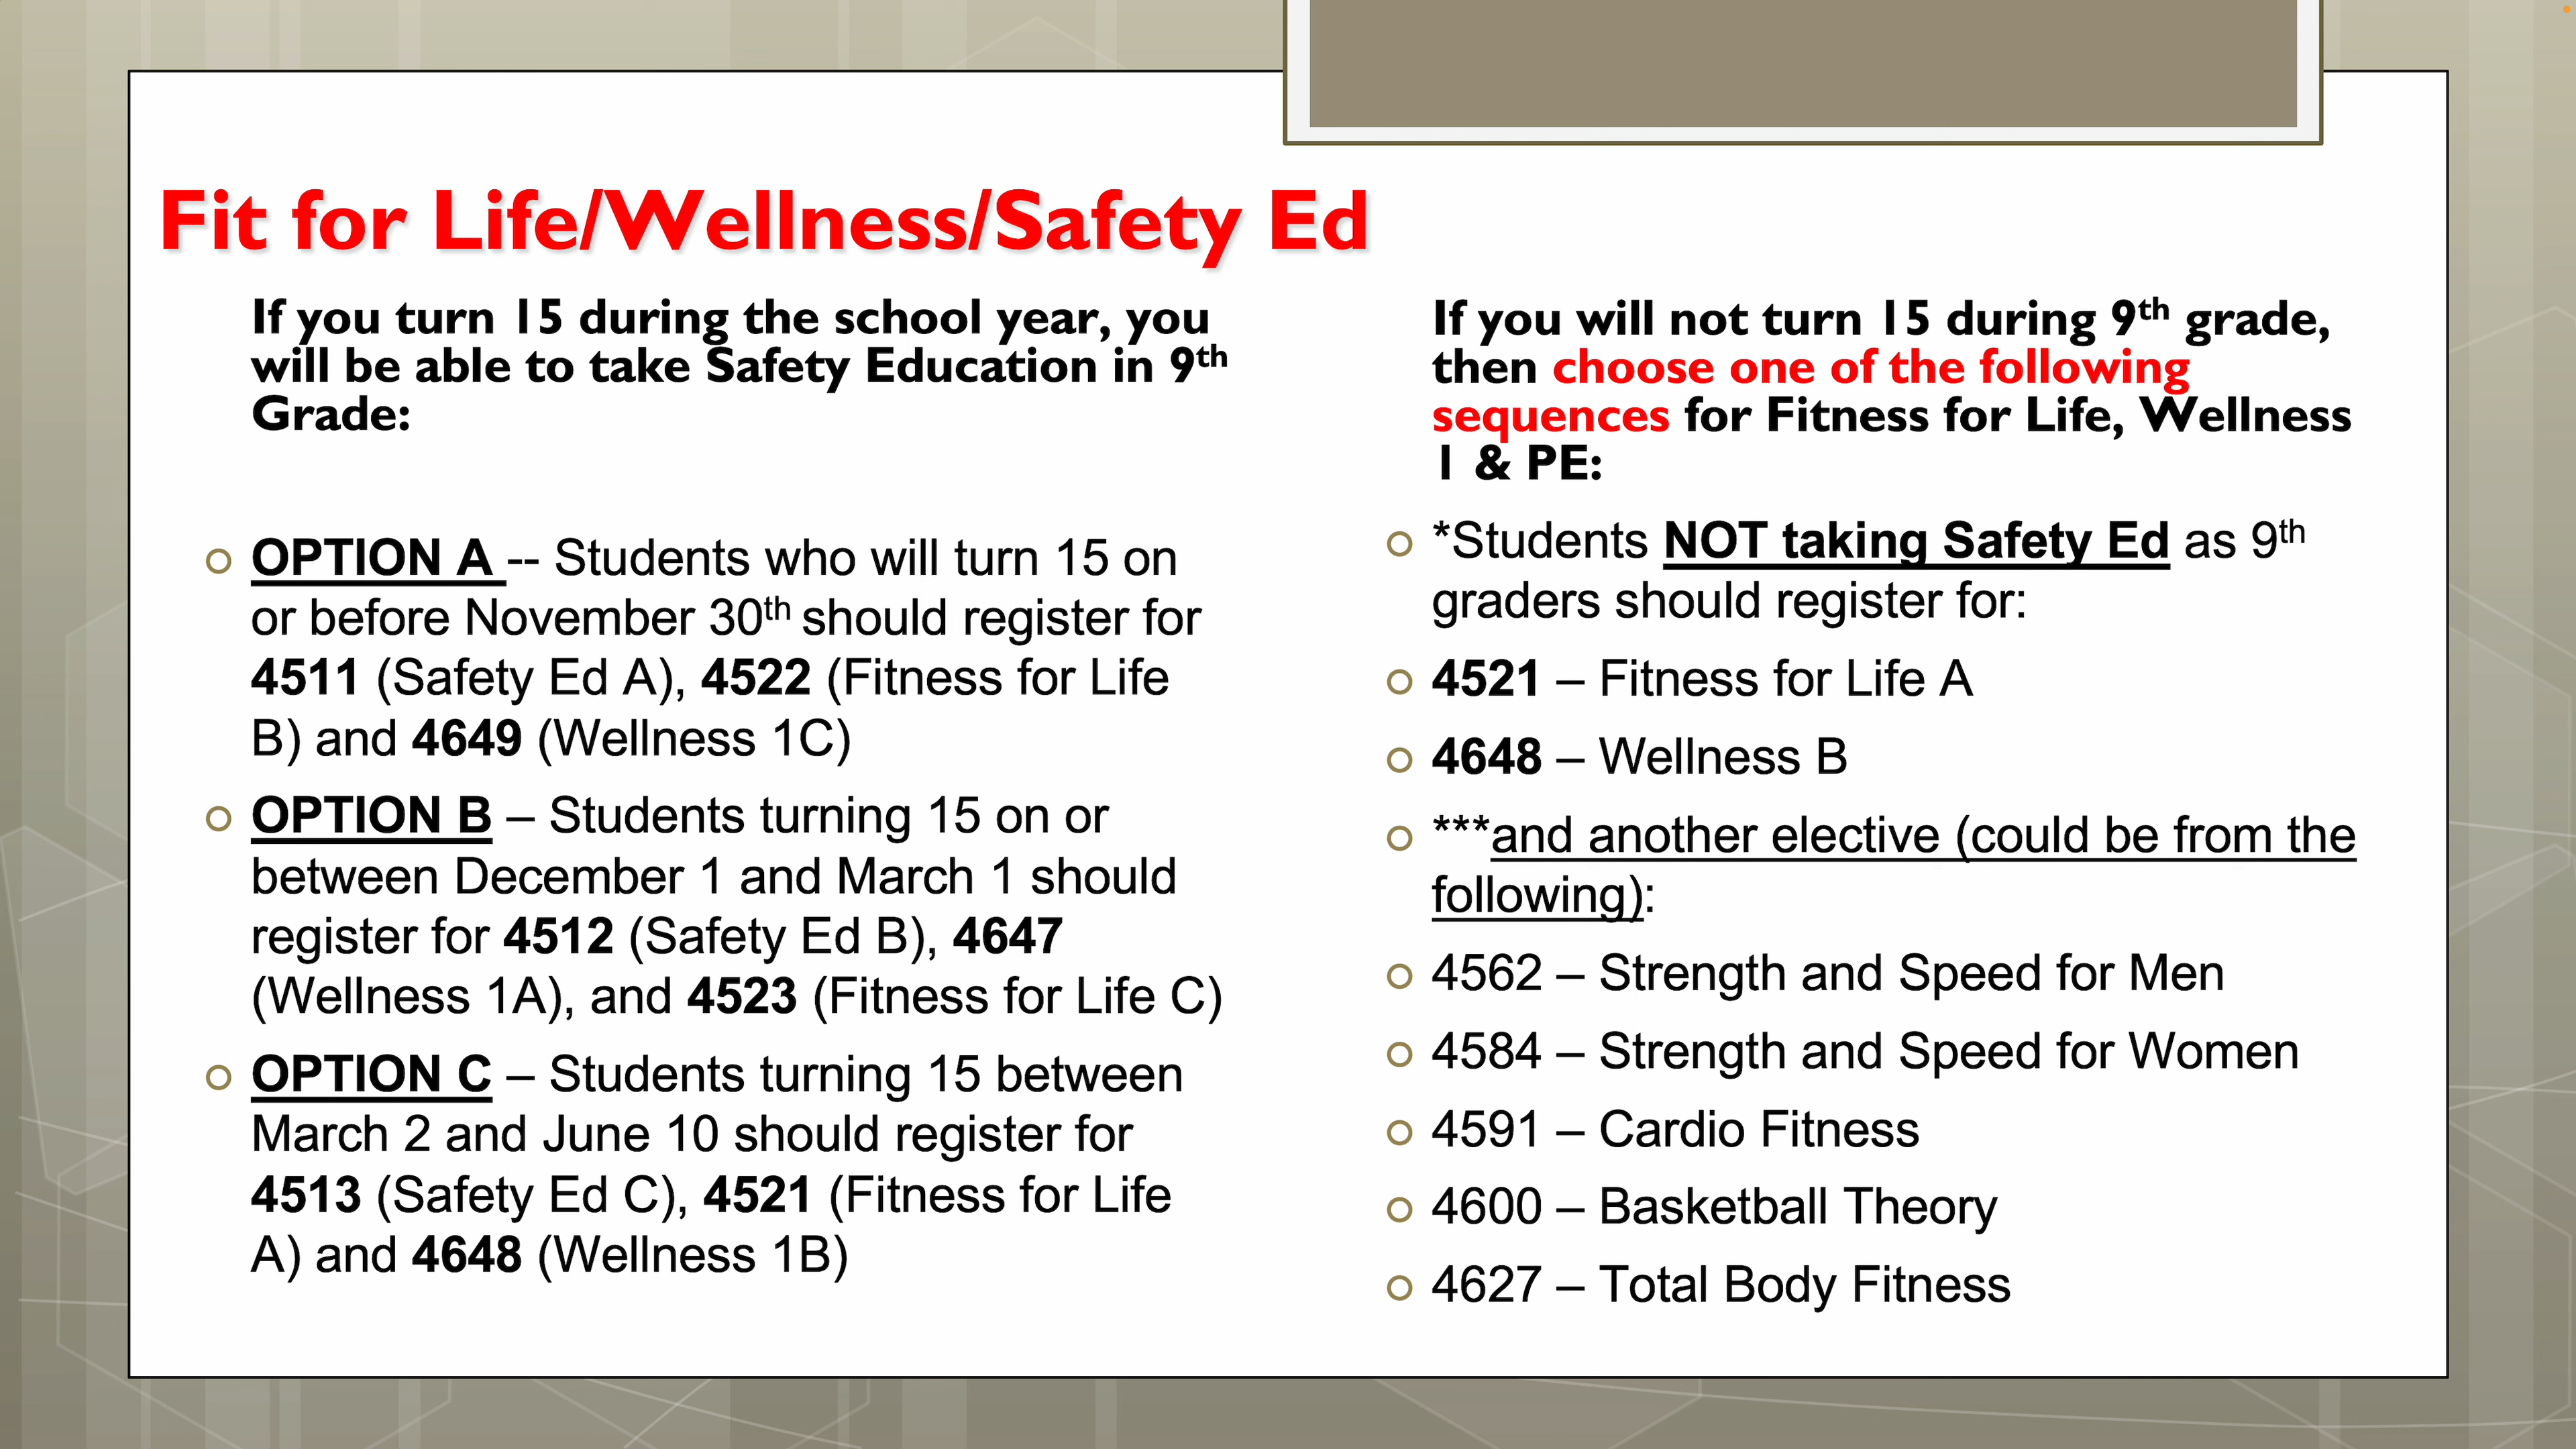 Fit for Life/Wellness/Safety Ed
If you turn 15 during the school year, you
will be able to take Safety Education in 9th
Grade:
OPTION A -- Students who will turn 15 on
or before November 30th should register for
4511 (Safety Ed A), 4522 (Fitness for Life
B) and 4649 (Wellness 1C)
OPTION B – Students turning 15 on or
between December 1 and March 1 should
register for 4512 (Safety Ed B), 4647
(Wellness 1A), and 4523 (Fitness for Life C)
OPTION C – Students turning 15 between
March 2 and June 10 should register for
4513 (Safety Ed C), 4521 (Fitness for Life
A) and 4648 (Wellness 1B)
If you will not turn 15 during 9th grade,
then choose one of the following
sequences for Fitness for Life, Wellness
1 & PE:
*Students NOT taking Safety Ed as 9th
graders should register for:
4521 – Fitness for Life A
4648 – Wellness B
***and another elective (could be from the
following):
4562 – Strength and Speed for Men
4584 – Strength and Speed for Women
4591 – Cardio Fitness
4600 – Basketball Theory
4627 – Total Body Fitness